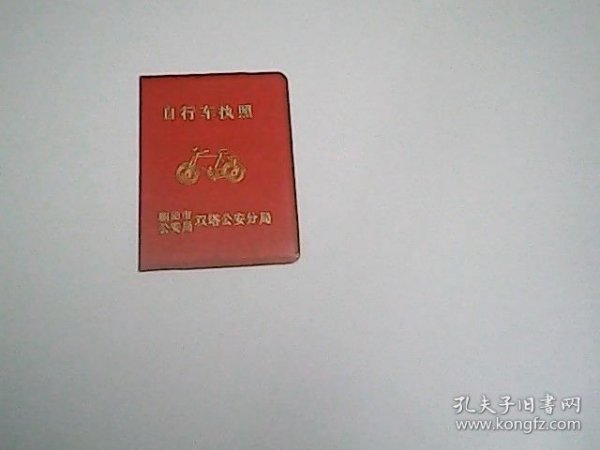 自行车执照
朝阳市
公安局 双塔公安分局
孔夫子旧书网
www.kongfz.com